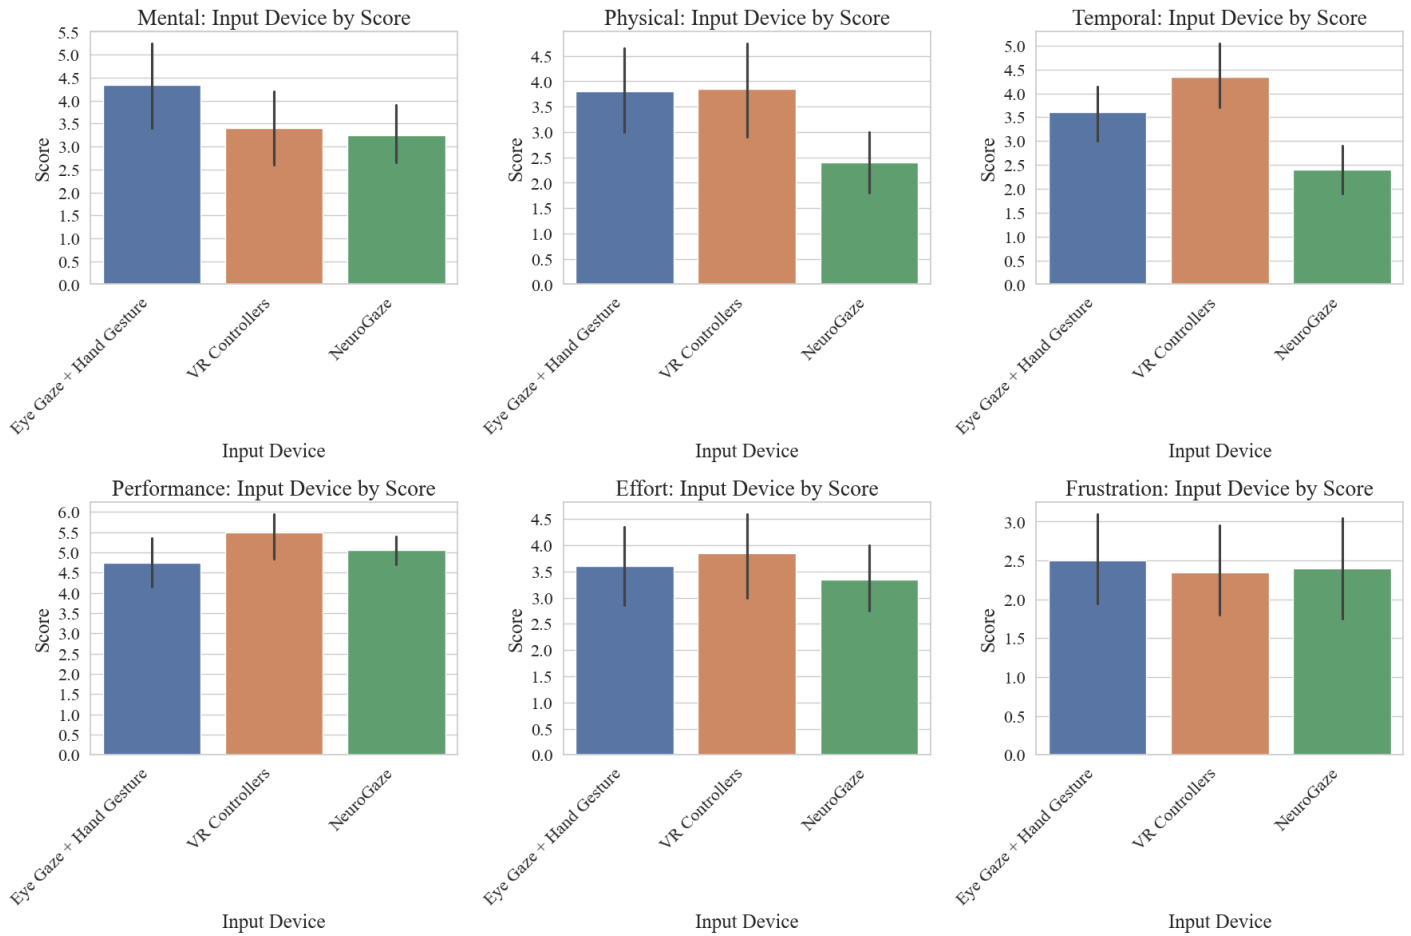 Mental: Input Device by Score
5.5
5.0
4.5
4.0
3.5
3.0
2.5
2.0
1.5
1.0
0.5
0.0
Score
Eye Gaze + Hand Gesture
VR Controllers
NeuroGaze
Input Device
Physical: Input Device by Score
4.5
4.0
3.5
3.0
2.5
2.0
1.5
1.0
0.5
0.0
Score
Eye Gaze + Hand Gesture
VR Controllers
NeuroGaze
Input Device
Temporal: Input Device by Score
5.0
4.5
4.0
3.5
3.0
2.5
2.0
1.5
1.0
0.5
0.0
Score
Eye Gaze + Hand Gesture
VR Controllers
NeuroGaze
Input Device
Performance: Input Device by Score
6.0
5.5
5.0
4.5
4.0
3.5
3.0
2.5
2.0
1.5
1.0
0.5
0.0
Score
Eye Gaze + Hand Gesture
VR Controllers
NeuroGaze
Input Device
Effort: Input Device by Score
4.5
4.0
3.5
3.0
2.5
2.0
1.5
1.0
0.5
0.0
Score
Eye Gaze + Hand Gesture
VR Controllers
NeuroGaze
Input Device
Frustration: Input Device by Score
3.0
2.5
2.0
1.5
1.0
0.5
0.0
Score
Eye Gaze + Hand Gesture
VR Controllers
NeuroGaze
Input Device